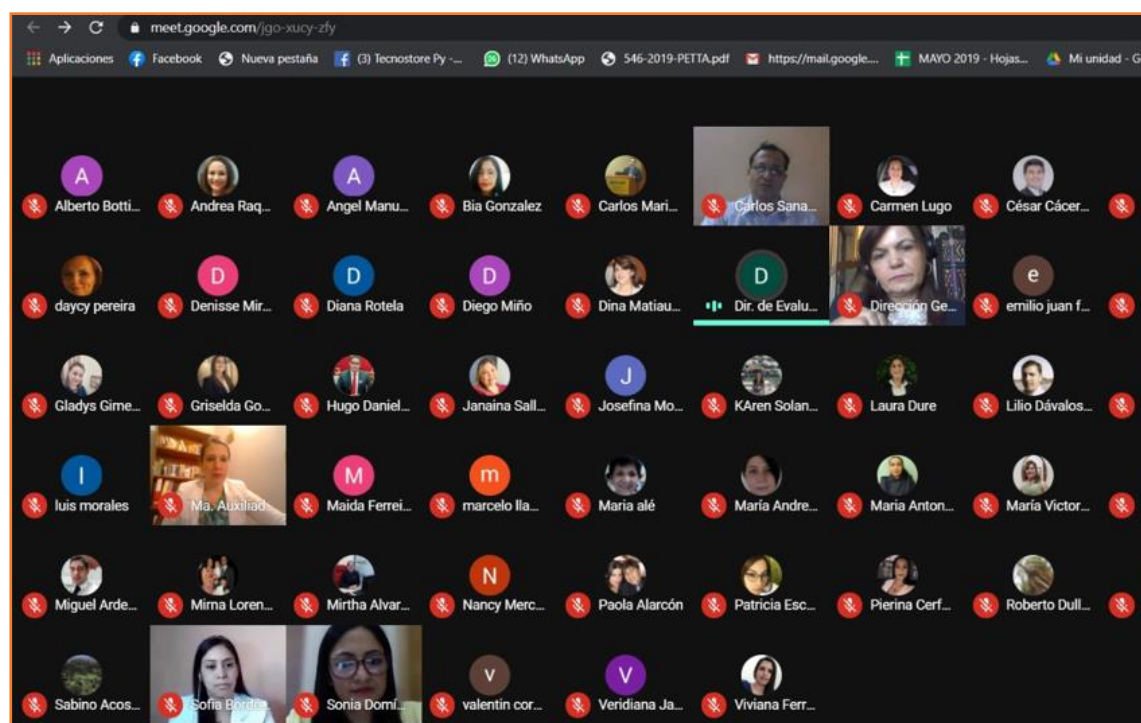 meet.google.com/jgo-xucy-zfy
Aplicaciones Facebook Nueva pestaña (3) Tecnostore Py -... (12) WhatsApp 546-2019-PETTA.pdf https://mail.google.... MAYO 2019 - Hojas... Mi unidad - G
A A
Alberto Botti... Andrea Raq... Angel Manu... Bia Gonzalez Carlos Mari... Carlos Sana... Carmen Lugo César Cácer...
D D D D e
daycy pereira Denisse Mir... Diana Rotela Diego Miño Dina Matiau... Dir. de Evalu... Dirección Ge... emilio juan f...
J
Gladys Gime... Griselda Go... Hugo Daniel... Janaina Sall... Josefina Mo... KAren Solan... Laura Dure Lilio Dávalos...
l M m
luis morales Ma. Auxiliad... Maida Ferrei... marcelo lla... Maria alé María Andre... Maria Anton... María Victor...
N
Miguel Arde... Mirna Loren... Mirtha Alvar... Nancy Merc... Paola Alarcón Patricia Esc... Pierina Cerf... Roberto Dull...
v V
Sabino Acos... Sofia Bordó... Sonia Domí... valentin cor... Veridiana Ja... Viviana Ferr...